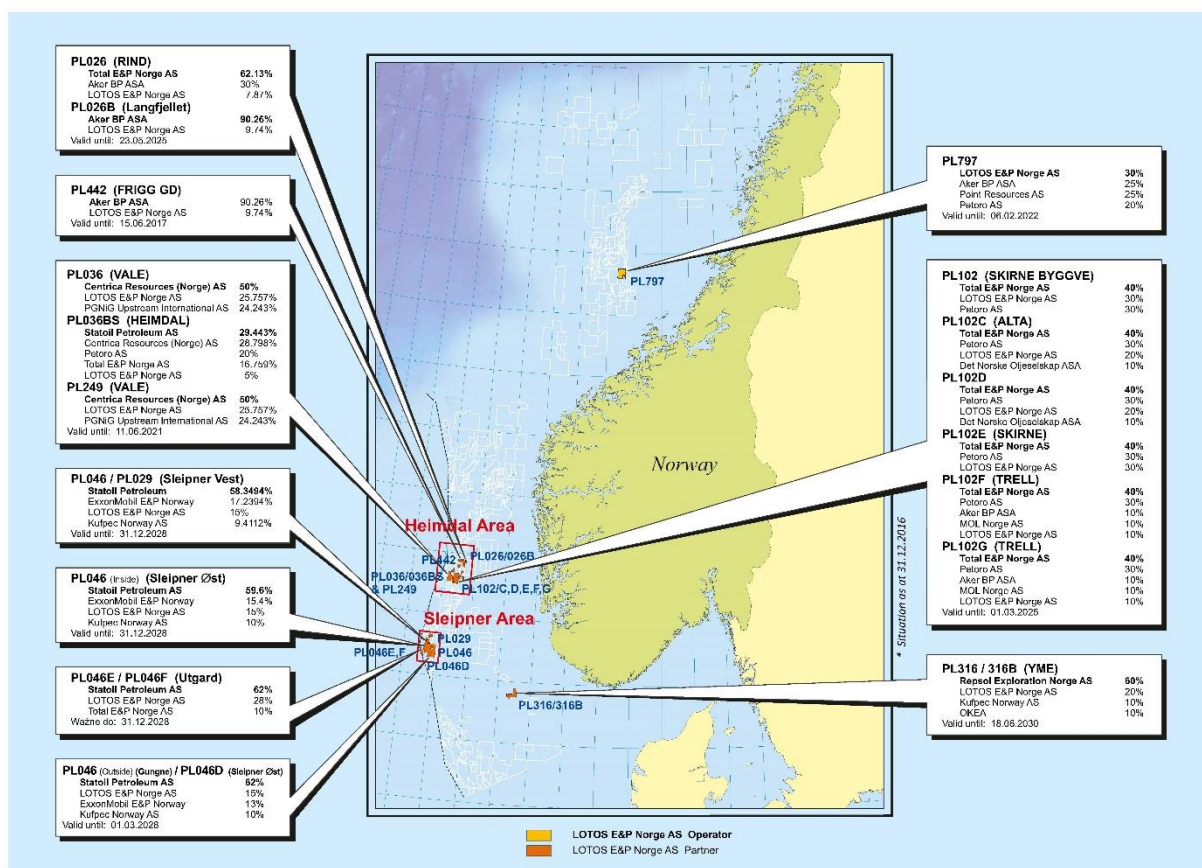 PL026 (RIND)
Total E&P Norge AS 62.13%
Aker BP ASA 30%
LOTOS E&P Norge AS 7.87%
PL026B (Langfjellet)
Aker BP ASA 90.26%
LOTOS E&P Norge AS 9.74%
Valid until: 23.05.2025
PL442 (FRIGG GD)
Aker BP ASA 90.26%
LOTOS E&P Norge AS 9.74%
Valid until: 15.06.2017
PL036 (VALE)
Centrica Resources (Norge) AS 50%
LOTOS E&P Norge AS 25.757%
PGNiG Upstream International AS 24.243%
PL036BS (HEIMDAL)
Statoil Petroleum AS 29.443%
Centrica Resources (Norge) AS 28.798%
Petoro AS 20%
Total E&P Norge AS 16.759%
LOTOS E&P Norge AS 5%
PL249 (VALE)
Centrica Resources (Norge) AS 50%
LOTOS E&P Norge AS 25.757%
PGNiG Upstream International AS 24.243%
Valid until: 11.06.2021
PL046 / PL029 (Sleipner Vest)
Statoil Petroleum 58.3494%
ExxonMobil E&P Norway 17.2394%
LOTOS E&P Norge AS 15%
Kufpec Norway AS 9.4112%
Valid until: 31.12.2028
PL046 (Inside) (Sleipner Øst)
Statoil Petroleum AS 59.6%
ExxonMobil E&P Norway 15.4%
LOTOS E&P Norge AS 15%
Kufpec Norway AS 10%
Valid until: 31.12.2028
PL046E / PL046F (Utgard)
Statoil Petroleum AS 62%
LOTOS E&P Norge AS 28%
Total E&P Norge AS 10%
Ważne do: 31.12.2028
PL046 (Outside) (Gungne) / PL046D (Sleipner Øst)
Statoil Petroleum AS 62%
LOTOS E&P Norge AS 15%
ExxonMobil E&P Norway 13%
Kufpec Norway AS 10%
Valid until: 01.03.2028
PL797
Norway
Heimdal Area
PL442
PL026/026B
PL036/036BS
& PL249
PL102/C,D,E,F,G
Sleipner Area
PL029
PL046E,F
PL046
PL046D
PL316/316B
* Situation as at 31.12.2016
PL797
LOTOS E&P Norge AS 30%
Aker BP ASA 25%
Point Resources AS 25%
Petoro AS 20%
Valid until: 06.02.2022
PL102 (SKIRNE BYGGVE)
Total E&P Norge AS 40%
LOTOS E&P Norge AS 30%
Petoro AS 30%
PL102C (ALTA)
Total E&P Norge AS 40%
Petoro AS 30%
LOTOS E&P Norge AS 20%
Det Norske Oljeselskap ASA 10%
PL102D
Total E&P Norge AS 40%
Petoro AS 30%
LOTOS E&P Norge AS 20%
Det Norske Oljeselskap ASA 10%
PL102E (SKIRNE)
Total E&P Norge AS 40%
Petoro AS 30%
LOTOS E&P Norge AS 30%
PL102F (TRELL)
Total E&P Norge AS 40%
Petoro AS 30%
Aker BP ASA 10%
MOL Norge AS 10%
LOTOS E&P Norge AS 10%
PL102G (TRELL)
Total E&P Norge AS 40%
Petoro AS 30%
Aker BP ASA 10%
MOL Norge AS 10%
LOTOS E&P Norge AS 10%
Valid until: 01.03.2025
PL316 / 316B (YME)
Repsol Exploration Norge AS 60%
LOTOS E&P Norge AS 20%
Kufpec Norway AS 10%
OKEA 10%
Valid until: 18.06.2030
LOTOS E&P Norge AS Operator
LOTOS E&P Norge AS Partner